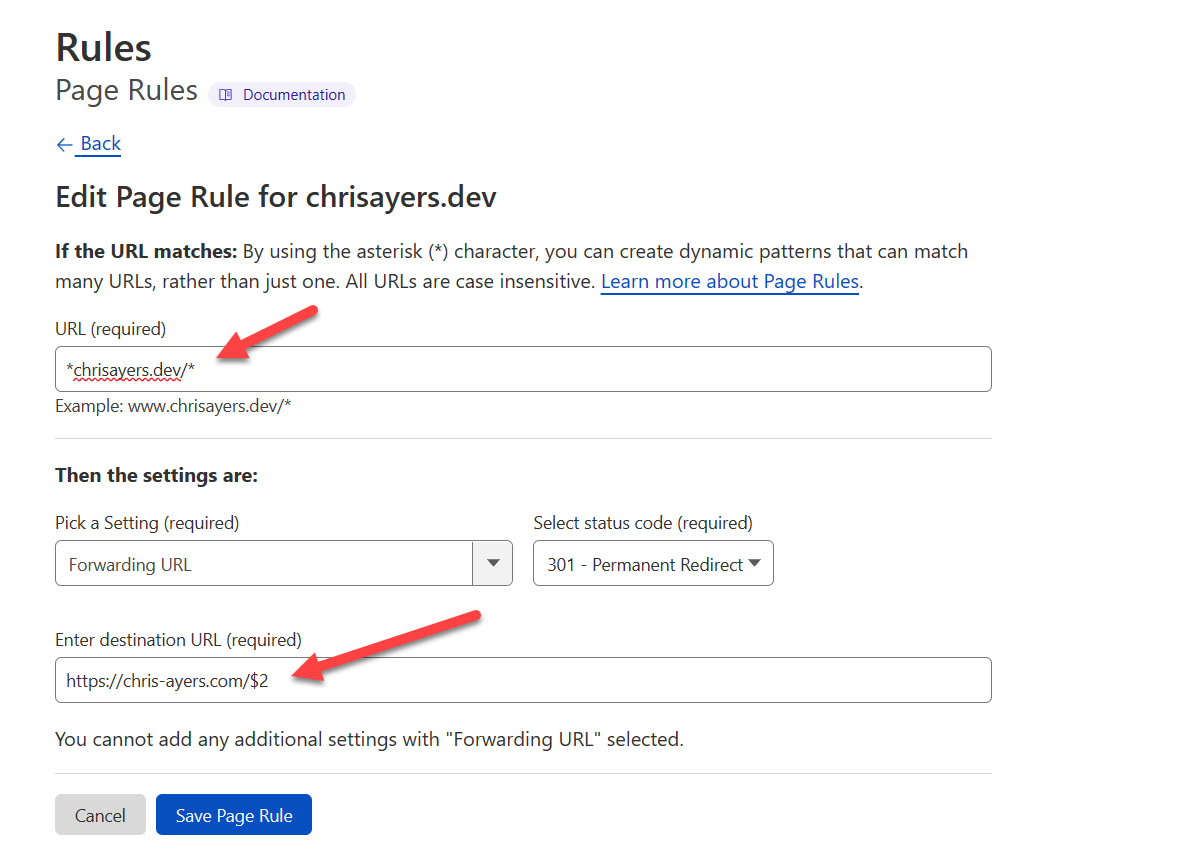 Rules
Page Rules Documentation
← Back
Edit Page Rule for chrisayers.dev
If the URL matches: By using the asterisk (*) character, you can create dynamic patterns that can match
many URLs, rather than just one. All URLs are case insensitive. Learn more about Page Rules.
URL (required)
*chrisayers.dev/*
Example: www.chrisayers.dev/*
Then the settings are:
Pick a Setting (required) Select status code (required)
Forwarding URL 301 - Permanent Redirect
Enter destination URL (required)
https://chris-ayers.com/$2
You cannot add any additional settings with "Forwarding URL" selected.
Cancel Save Page Rule